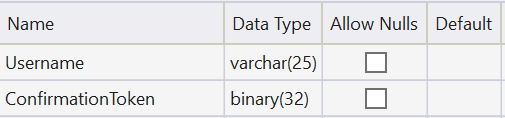 Name Data Type Allow Nulls Default
Username varchar(25)
ConfirmationToken binary(32)